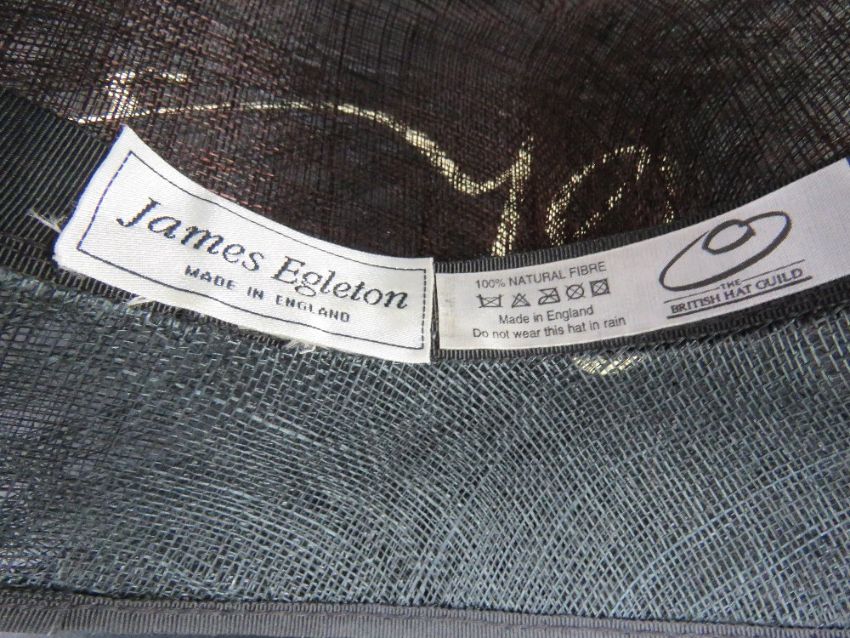 James Egleton
MADE IN ENGLAND
100% NATURAL FIBRE
Made in England
Do not wear this hat in rain
THE
BRITISH HAT GUILD